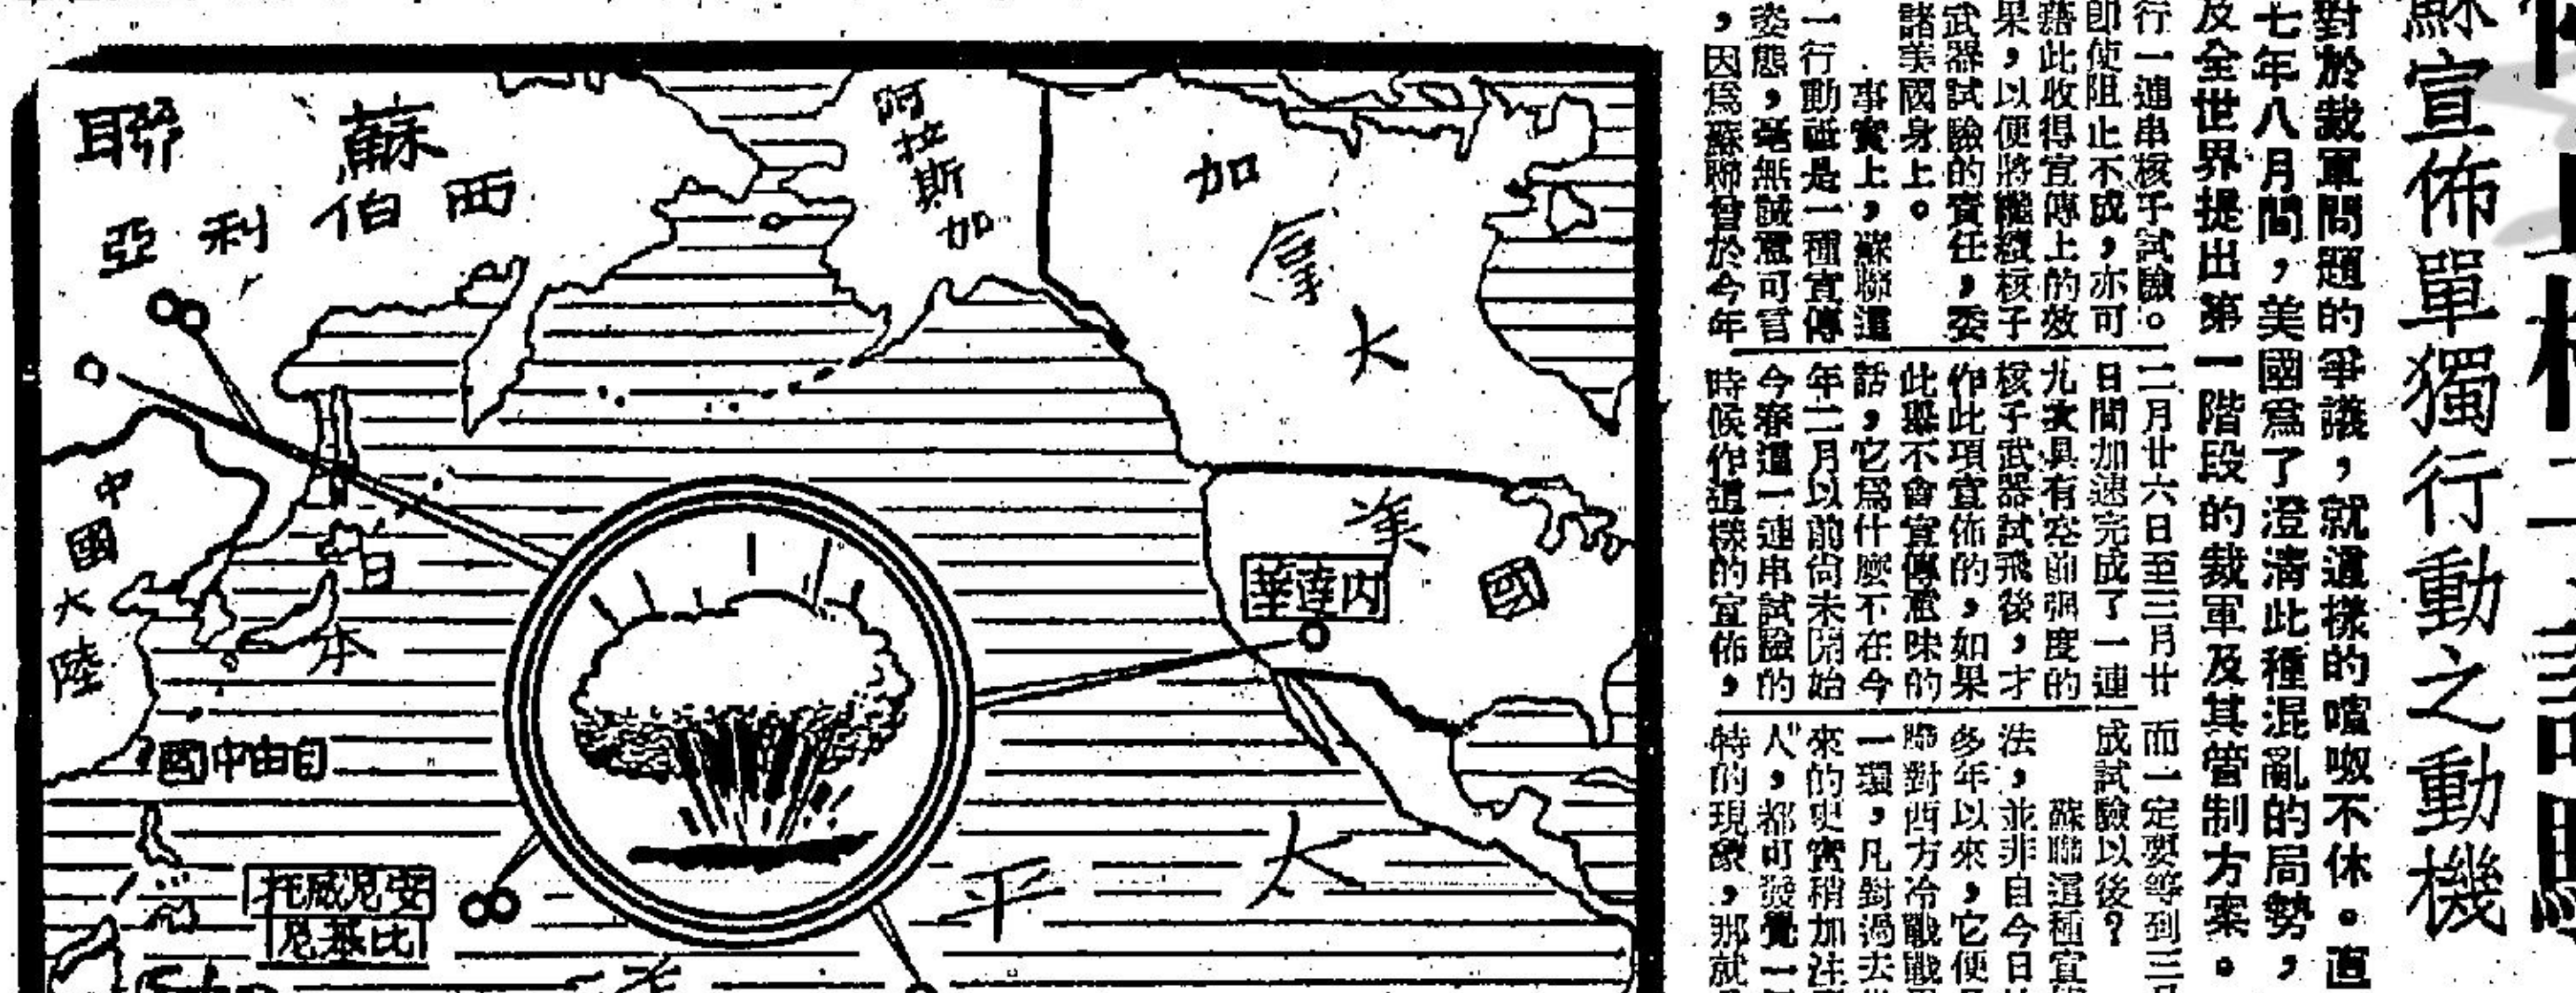 蘇宣佈單獨行動之動機
對於裁軍問題的爭議，就這樣的喧呶不休。直
七年八月間，美國爲了澄清此種混亂的局勢，
及全世界提出第一階段的裁軍及其管制方案。
行一連串核子試驗。
即使阻止不成，亦可
藉此收得宣傳上的效
果，以便將繼續核子
武器試驗的責任，委
諸美國身上。
事實上，蘇聯這
一行動祗是一種宣傳
姿態，毫無誠意可言
，因爲蘇聯曾於今年
二月廿六日至三月廿
日間加速完成了一連
九次具有空前强度的
核子武器試飛後，才
作此項宣佈的，如果
此舉不會宣傳意味的
話，它爲什麼不在今
年二月以前尚未開始
今春這一連串試驗的
時候作這樣的宣佈，
而一定要等到三
成試驗以後？
蘇聯這種宣
法，並非自今日
多年以來，它便
聯對西方冷戰戰
一環，凡對過去
來的史實稍加注
人，都可發覺一
特的現象，那就
蘇聯
西伯利亞
阿拉斯加
加拿大
美國
內達華
中國大陸
日本
自由中國
安尼威托
比基尼
太平